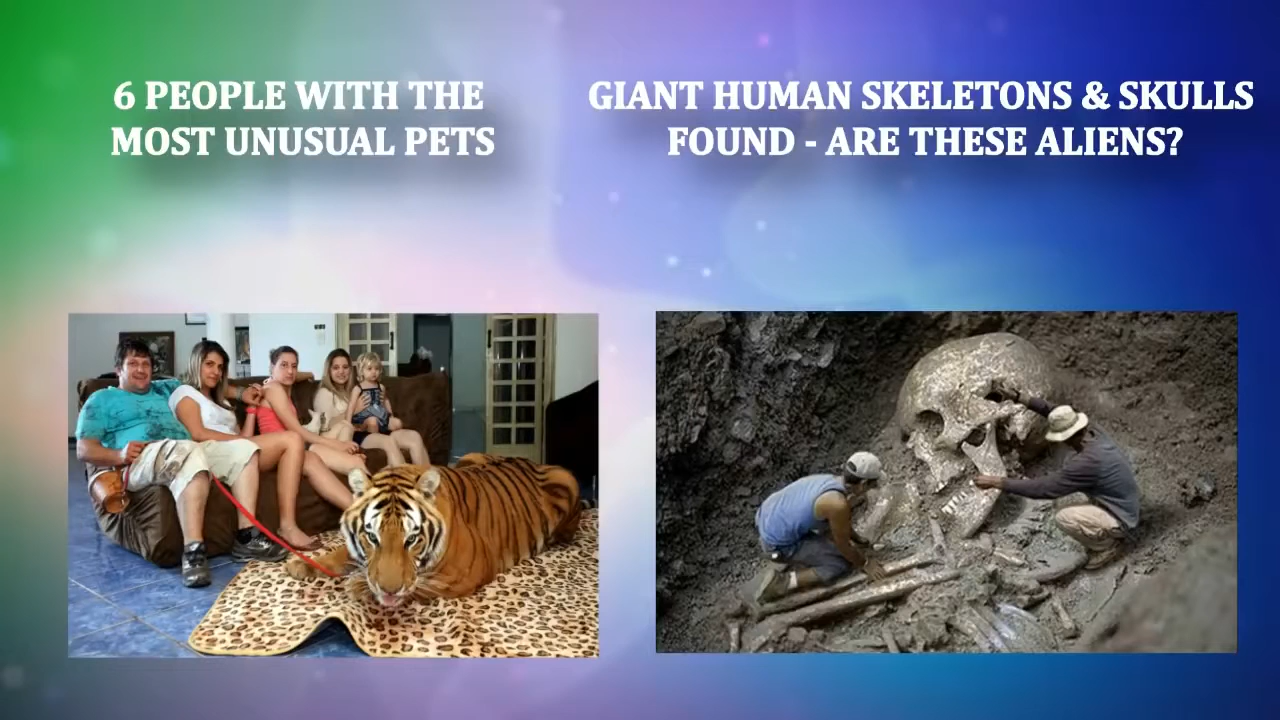 6 PEOPLE WITH THE
MOST UNUSUAL PETS
GIANT HUMAN SKELETONS & SKULLS
FOUND - ARE THESE ALIENS?